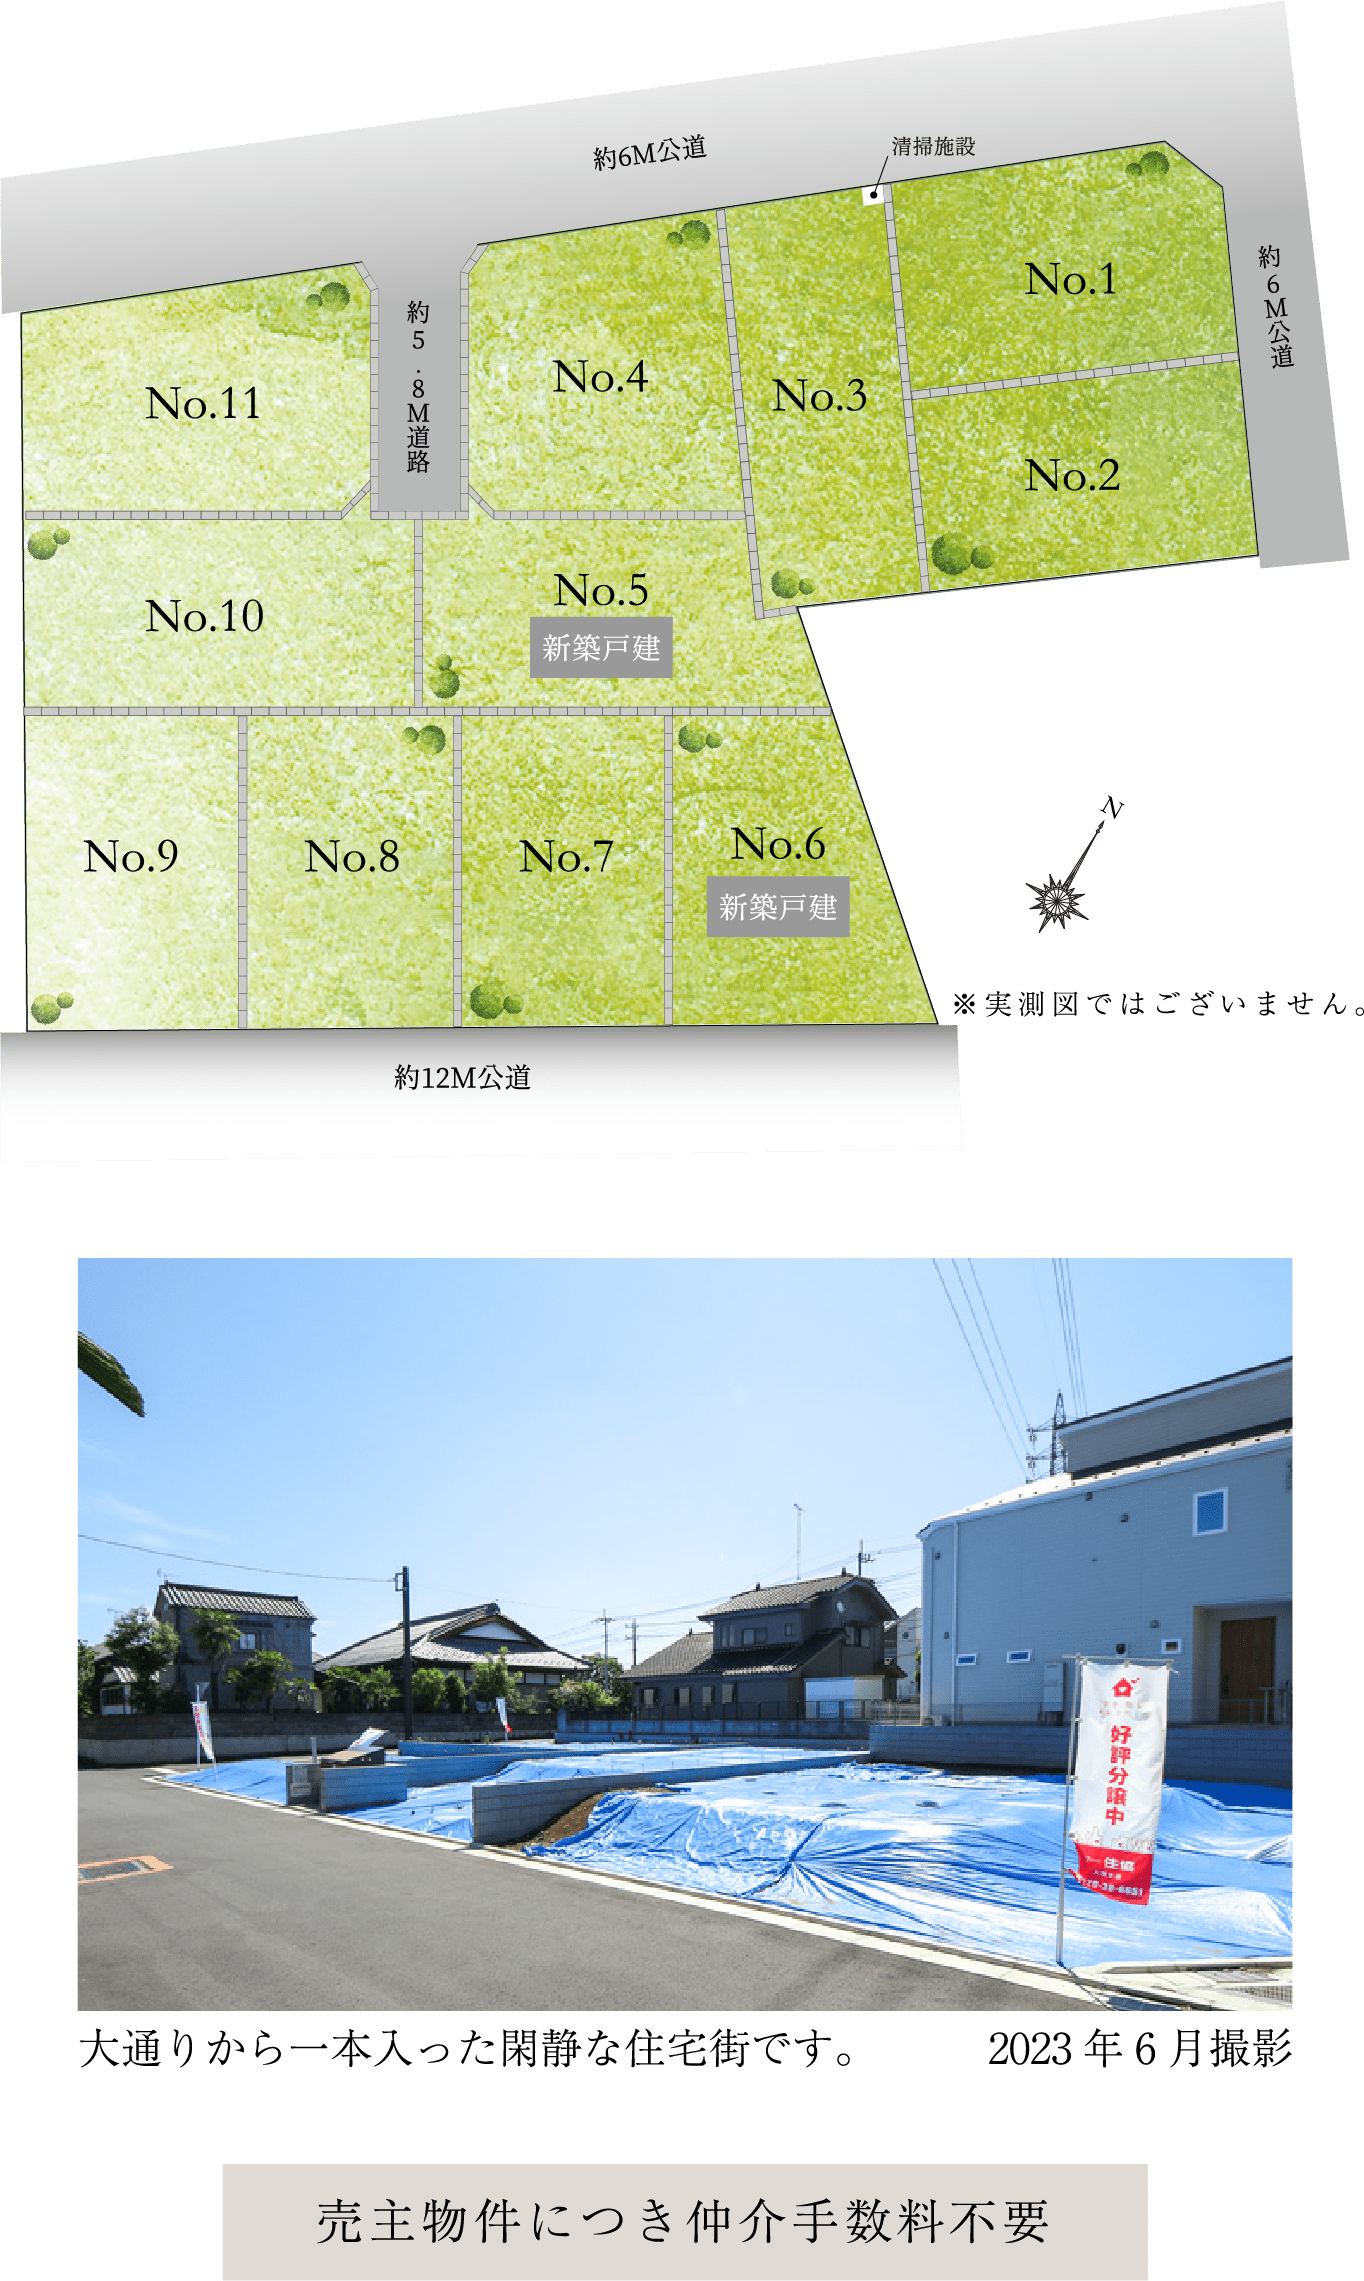 約6M公道
清掃施設
No.1
約6M公道
約5.8M道路
No.4
No.3
No.11
No.2
No.5
新築戸建
No.10
No.9
No.8
No.7
No.6
新築戸建
N
※実測図ではございません。
約12M公道
好評分譲中
住協
大通りから一本入った閑静な住宅街です。
2023年6月撮影
売主物件につき仲介手数料不要